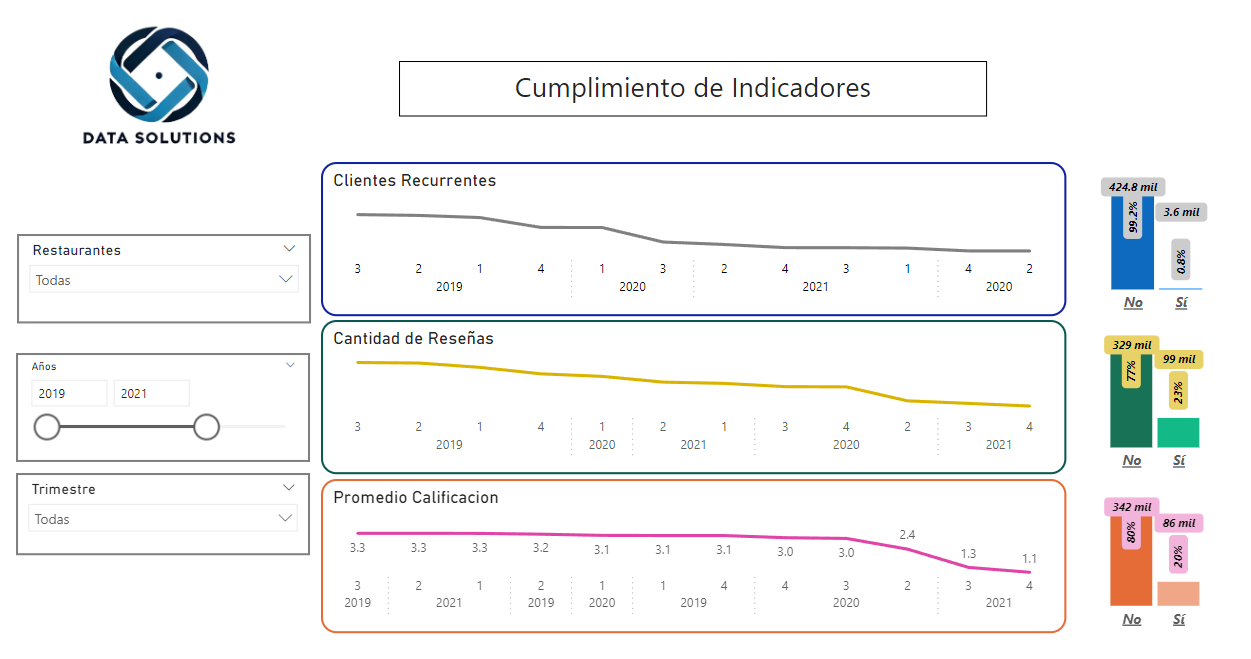 DATA SOLUTIONS
Cumplimiento de Indicadores
Restaurantes
Todas
Años
2019 2021
Trimestre
Todas
Clientes Recurrentes
3 2 1 4 1 3 2 4 3 1 4 2
2019 2020 2021 2020
Cantidad de Reseñas
3 2 1 4 1 2 1 3 4 2 3 4
2019 2020 2021 2020 2021
Promedio Calificacion
3.3 3.3 3.3 3.2 3.1 3.1 3.1 3.0 3.0 2.4 1.3 1.1
3 2 1 2 1 1 4 4 3 2 3 4
2019 2021 2019 2020 2019 2020 2021
424.8 mil
99.2%
3.6 mil
0.8%
No Sí
329 mil
77%
99 mil
23%
No Sí
342 mil
80%
86 mil
20%
No Sí